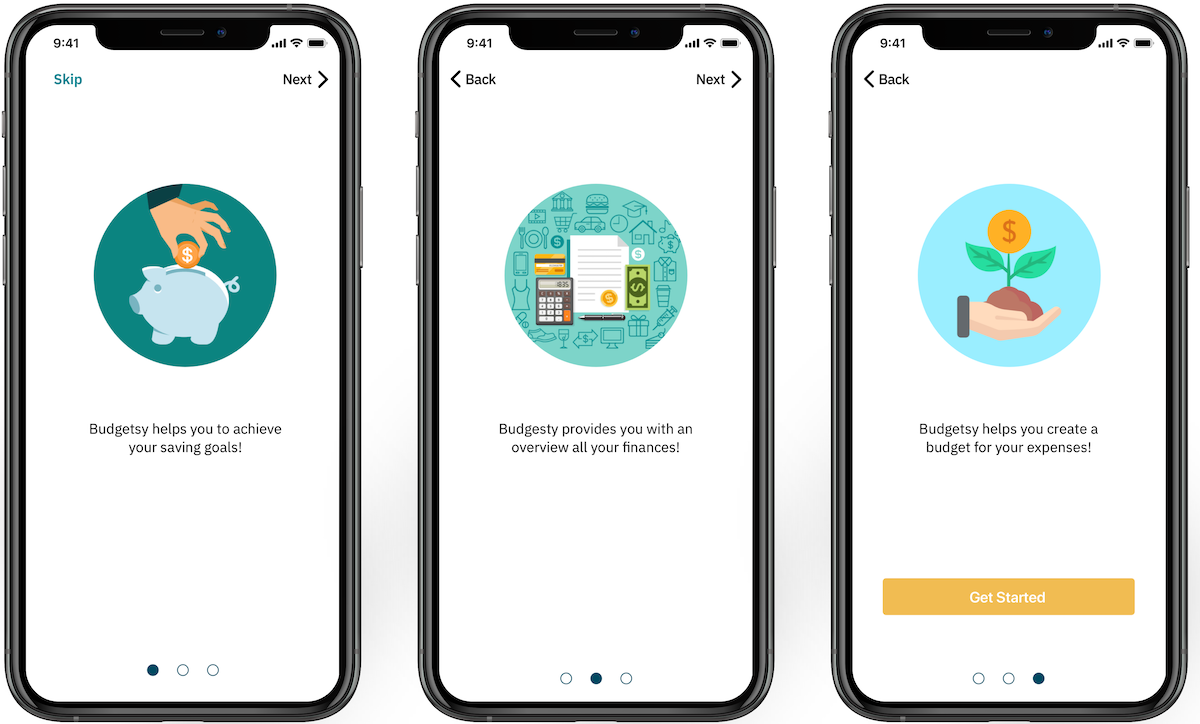 9:41
Skip
Next
$
Budgetsy helps you to achieve
your saving goals!
9:41
Back
Next
$
$
$
$
1835
$
$
Budgesty provides you with an
overview all your finances!
9:41
Back
$
Budgetsy helps you create a
budget for your expenses!
Get Started